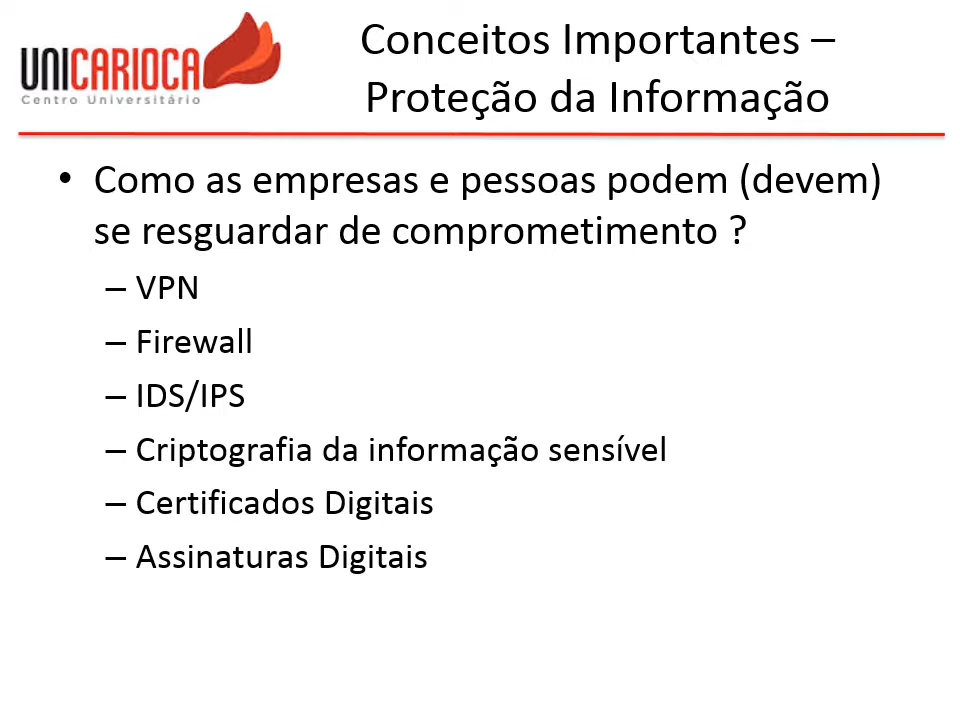 UNICARIOCA
Centro Universitário
Conceitos Importantes –
Proteção da Informação
• Como as empresas e pessoas podem (devem)
se resguardar de comprometimento ?
– VPN
– Firewall
– IDS/IPS
– Criptografia da informação sensível
– Certificados Digitais
– Assinaturas Digitais